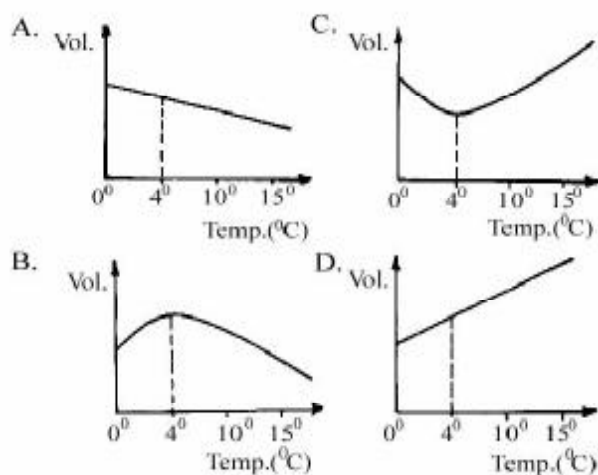 A.
Vol.
0⁰ 4⁰ 10⁰ 15⁰
Temp.(⁰C)
B.
Vol.
0⁰ 4⁰ 10⁰ 15⁰
Temp.(⁰C)
C.
Vol.
0⁰ 4⁰ 10⁰ 15⁰
Temp.(⁰C)
D.
Vol.
0⁰ 4⁰ 10⁰ 15⁰
Temp.(⁰C)